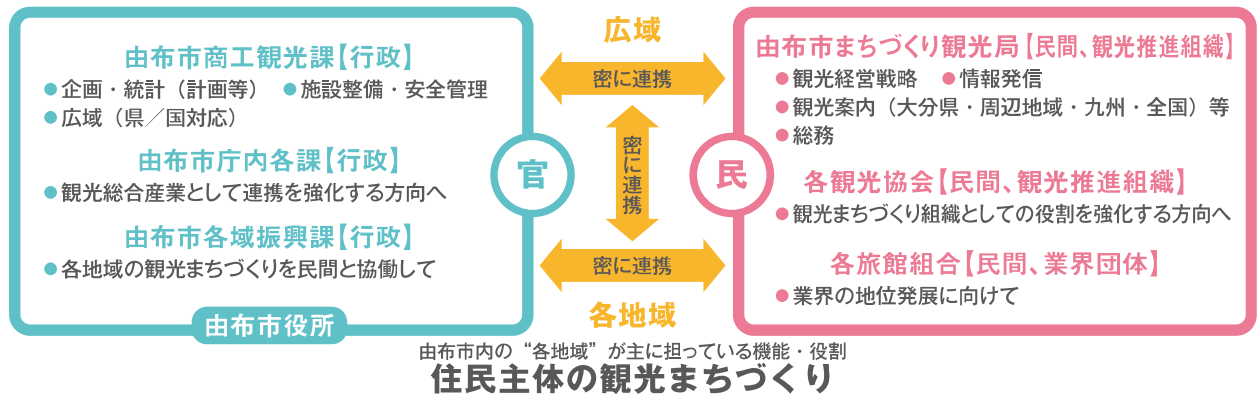 由布市商工観光課【行政】
●企画・統計（計画等） ●施設整備・安全管理
●広域（県／国対応）
由布市庁内各課【行政】
●観光総合産業として連携を強化する方向へ
由布市各域振興課【行政】
●各地域の観光まちづくりを民間と協働して
由布市役所
官
広域
密に連携
密に連携
密に連携
各地域
民
由布市まちづくり観光局【民間、観光推進組織】
●観光経営戦略 ●情報発信
●観光案内（大分県・周辺地域・九州・全国）等
●総務
各観光協会【民間、観光推進組織】
●観光まちづくり組織としての役割を強化する方向へ
各旅館組合【民間、業界団体】
●業界の地位発展に向けて
由布市内の“各地域”が主に担っている機能・役割
住民主体の観光まちづくり